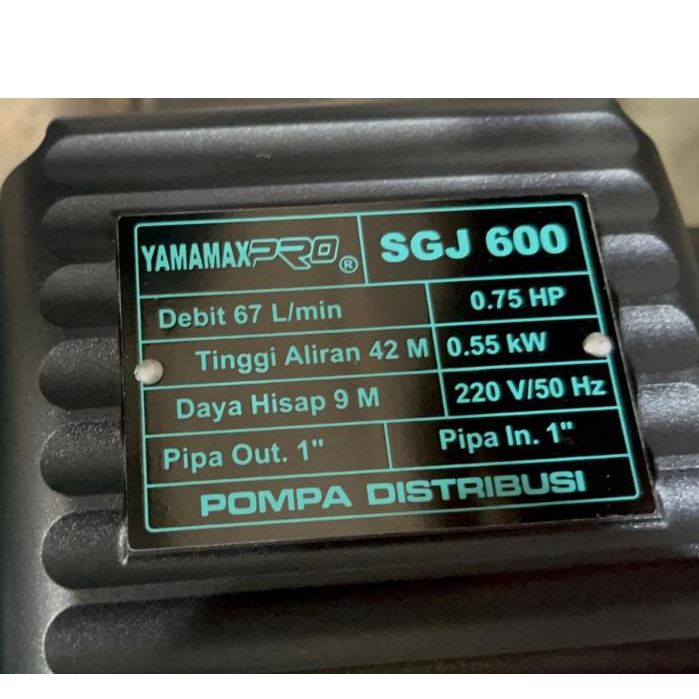 YAMAMAXPRO®
SGJ 600
Debit 67 L/min
0.75 HP
Tinggi Aliran 42 M
0.55 kW
Daya Hisap 9 M
220 V/50 Hz
Pipa Out. 1"
Pipa In. 1"
POMPA DISTRIBUSI